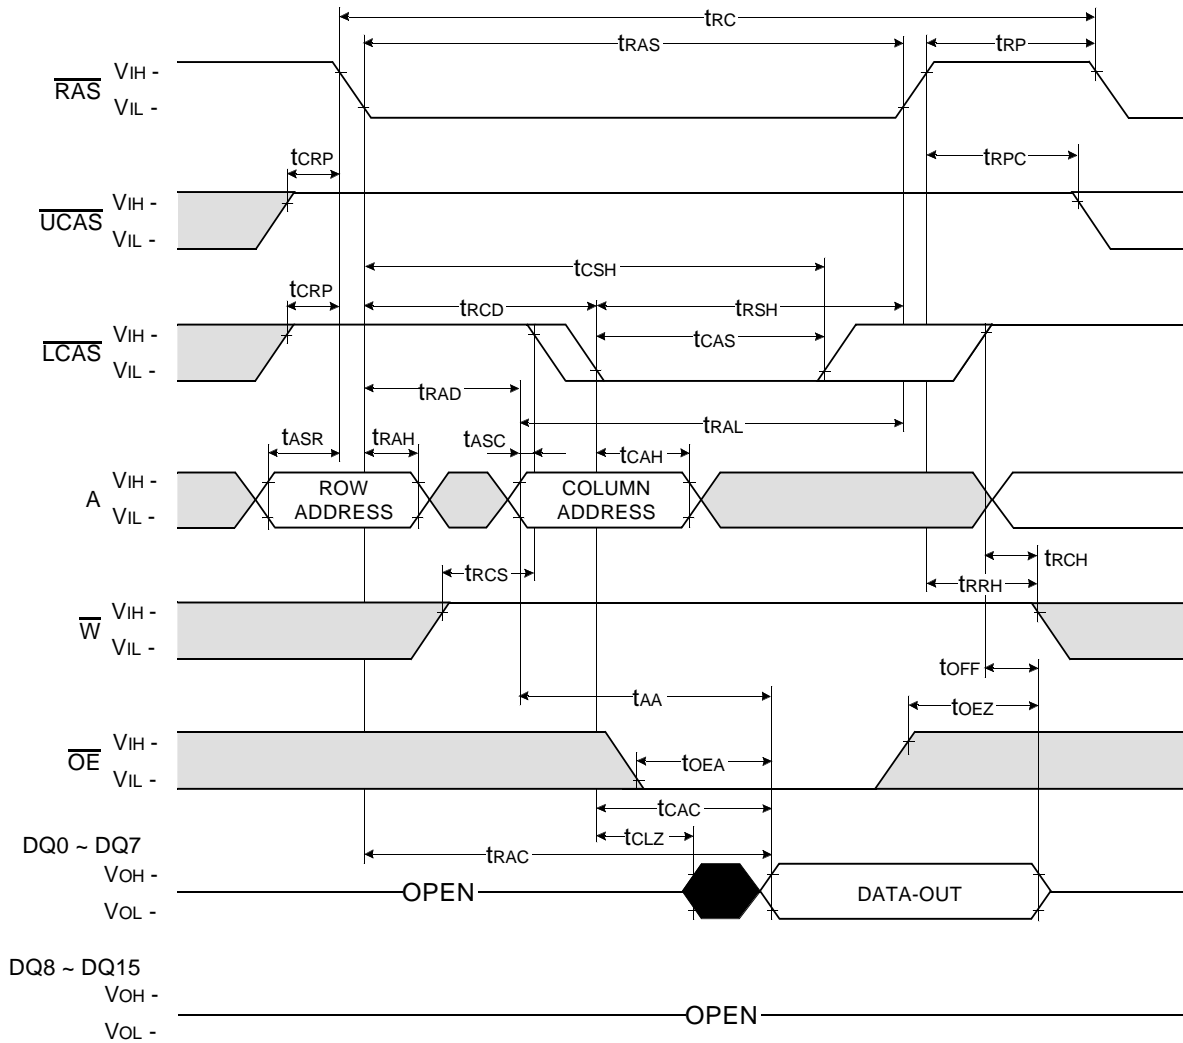 tRC
tRAS
tRP
RAS
VIH -
VIL -
tCRP
tRPC
UCAS
VIH -
VIL -
tCSH
tCRP
tRCD
tRSH
LCAS
VIH -
VIL -
tCAS
tRAD
tRAL
tASR
tRAH
tASC
tCAH
A
VIH -
VIL -
ROW
ADDRESS
COLUMN
ADDRESS
tRCS
tRCH
tRRH
W
VIH -
VIL -
tOFF
tAA
tOEZ
OE
VIH -
VIL -
tOEA
tCAC
tCLZ
tRAC
DQ0 ~ DQ7
VOH -
VOL -
OPEN
DATA-OUT
DQ8 ~ DQ15
VOH -
VOL -
OPEN